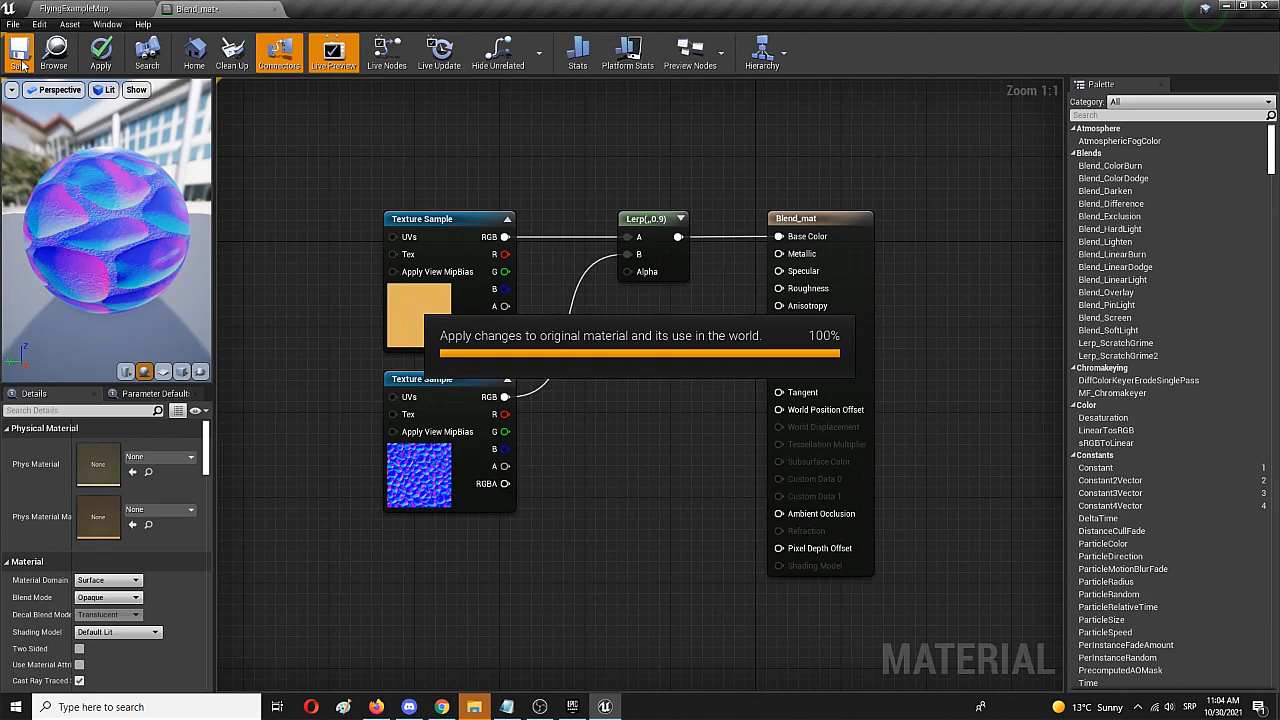 FlyingExampleMap
Blend_mat*
File Edit Asset Window Help
Browse Apply Search Home Clean Up Connectors Live Preview Live Nodes Live Update Hide Unrelated Stats Platform Stats Preview Nodes Hierarchy
Perspective Lit Show
Zoom 1:1
Palette
Category: All
Search
Atmosphere
AtmosphericFogColor
Blends
Blend_ColorBurn
Blend_ColorDodge
Blend_Darken
Blend_Difference
Blend_Exclusion
Blend_HardLight
Blend_Lighten
Blend_LinearBurn
Blend_LinearDodge
Blend_LinearLight
Blend_Overlay
Blend_PinLight
Blend_Screen
Blend_SoftLight
Lerp_ScratchGrime
Lerp_ScratchGrime2
Chromakeying
DiffColorKeyerErodeSinglePass
MF_Chromakeyer
Color
Desaturation
LinearTosRGB
sRGBToLinear
Constants
Constant 1
Constant2Vector 2
Constant3Vector 3
Constant4Vector 4
DeltaTime
DistanceCullFade
ParticleColor
ParticleDirection
ParticleMotionBlurFade
ParticleRadius
ParticleRandom
ParticleRelativeTime
ParticleSize
ParticleSpeed
PerInstanceFadeAmount
PerInstanceRandom
PrecomputedAOMask
Time
Texture Sample
UVs RGB
Tex R
Apply View MipBias G
B
A
Texture Sample
UVs RGB
Tex R
Apply View MipBias G
B
A
RGBA
Lerp(,,0.9)
A
B
Alpha
Blend_mat
Base Color
Metallic
Specular
Roughness
Anisotropy
Apply changes to original material and its use in the world. 100%
Tangent
World Position Offset
World Displacement
Tessellation Multiplier
Subsurface Color
Custom Data 0
Custom Data 1
Ambient Occlusion
Refraction
Pixel Depth Offset
Shading Model
MATERIAL
Z
Details Parameter Default
Search Details
Physical Material
Phys Material None None
Phys Material Ma None None
Material
Material Domain Surface
Blend Mode Opaque
Decal Blend Mode Translucent
Shading Model Default Lit
Two Sided
Use Material Attri
Cast Ray Traced
Type here to search
EPIC
13°C Sunny
SRP
11:04 AM
10/30/2021
1